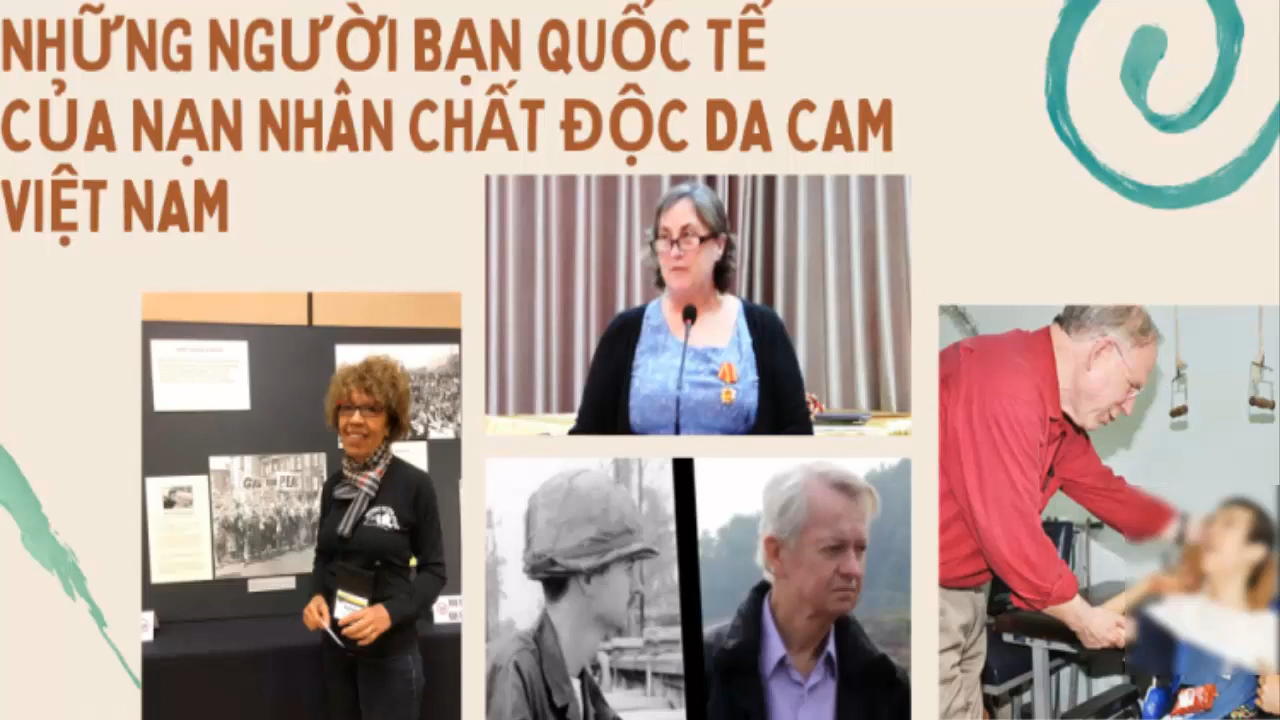 NHỮNG NGƯỜI BẠN QUỐC TẾ
CỦA NẠN NHÂN CHẤT ĐỘC DA CAM
VIỆT NAM